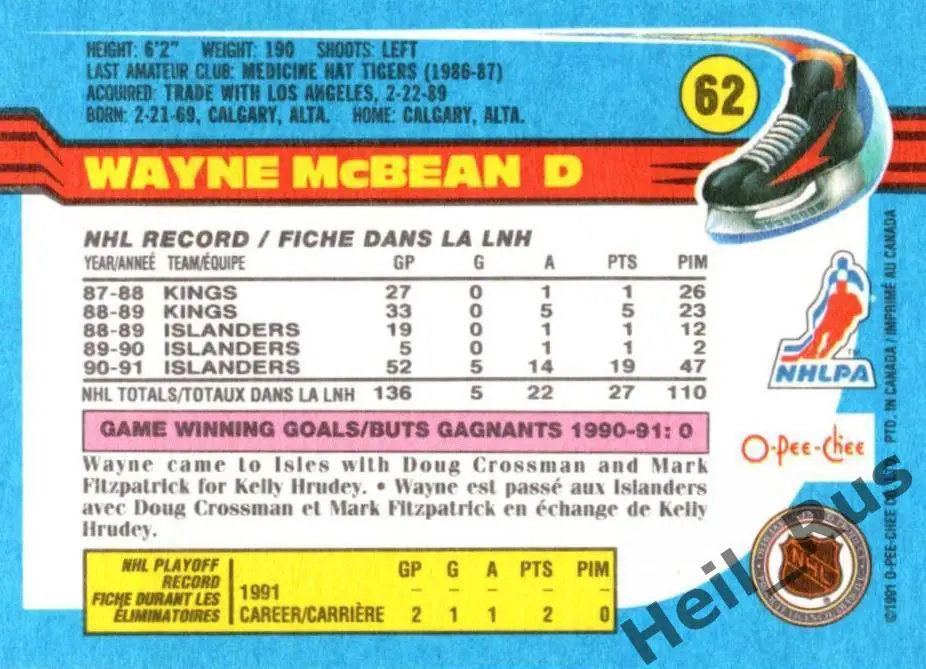 HEIGHT: 6'2" WEIGHT: 190 SHOOTS: LEFT
LAST AMATEUR CLUB: MEDICINE HAT TIGERS (1986-87)
ACQUIRED: TRADE WITH LOS ANGELES, 2-22-89
BORN: 2-21-69, CALGARY, ALTA. HOME: CALGARY, ALTA.
62
WAYNE McBEAN D
NHL RECORD / FICHE DANS LA LNH
YEAR/ANNEÉ TEAM/ÉQUIPE GP G A PTS PIM
87-88 KINGS 27 0 1 1 26
88-89 KINGS 33 0 5 5 23
88-89 ISLANDERS 19 0 1 1 12
89-90 ISLANDERS 5 0 1 1 2
90-91 ISLANDERS 52 5 14 19 47
NHL TOTALS/TOTAUX DANS LA LNH 136 5 22 27 110
GAME WINNING GOALS/BUTS GAGNANTS 1990-91: 0
Wayne came to Isles with Doug Crossman and Mark
Fitzpatrick for Kelly Hrudey. • Wayne est passé aux Islanders
avec Doug Crossman et Mark Fitzpatrick en échange de Kelly
Hrudey.
NHL PLAYOFF
RECORD
FICHE DURANT LES
ÉLIMINATOIRES
GP G A PTS PIM
1991 – – – – –
CAREER/CARRIÈRE 2 1 1 2 0
NHLPA
O-PEE-CHEE
NHL
©1991 O-PEE-CHEE CO. LTD. PTD. IN CANADA / IMPRIMÉ AU CANADA
Heil_Rus